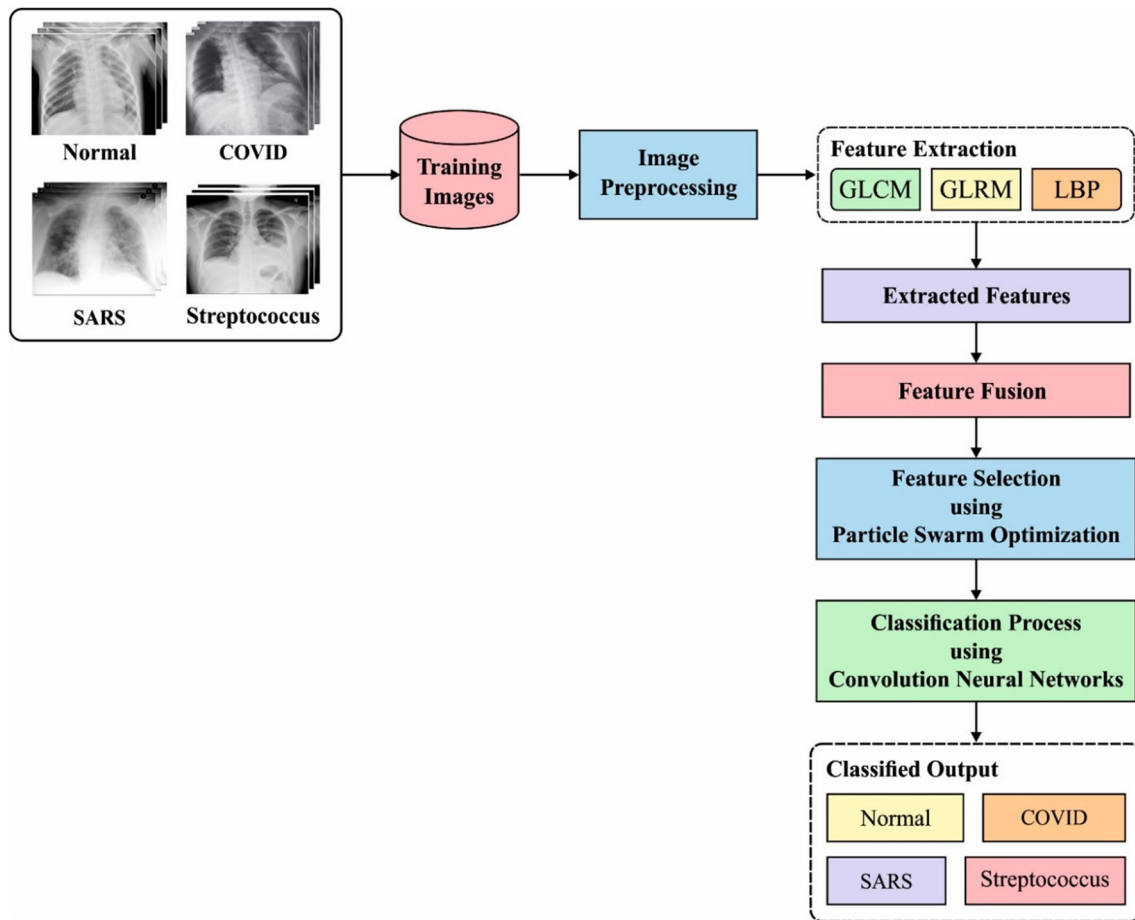 Normal
COVID
SARS
Streptococcus
Training
Images
Image
Preprocessing
Feature Extraction
GLCM
GLRM
LBP
Extracted Features
Feature Fusion
Feature Selection
using
Particle Swarm Optimization
Classification Process
using
Convolution Neural Networks
Classified Output
Normal
COVID
SARS
Streptococcus